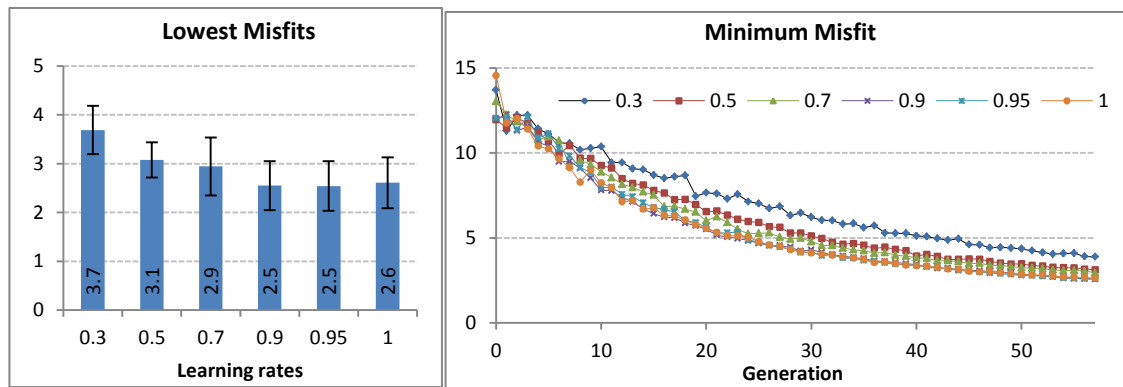 Lowest Misfits
5
4
3
2
1
0
3.7
3.1
2.9
2.5
2.5
2.6
0.3 0.5 0.7 0.9 0.95 1
Learning rates
Minimum Misfit
15
0.3 0.5 0.7 0.9 0.95 1
10
5
0
0 10 20 30 40 50
Generation